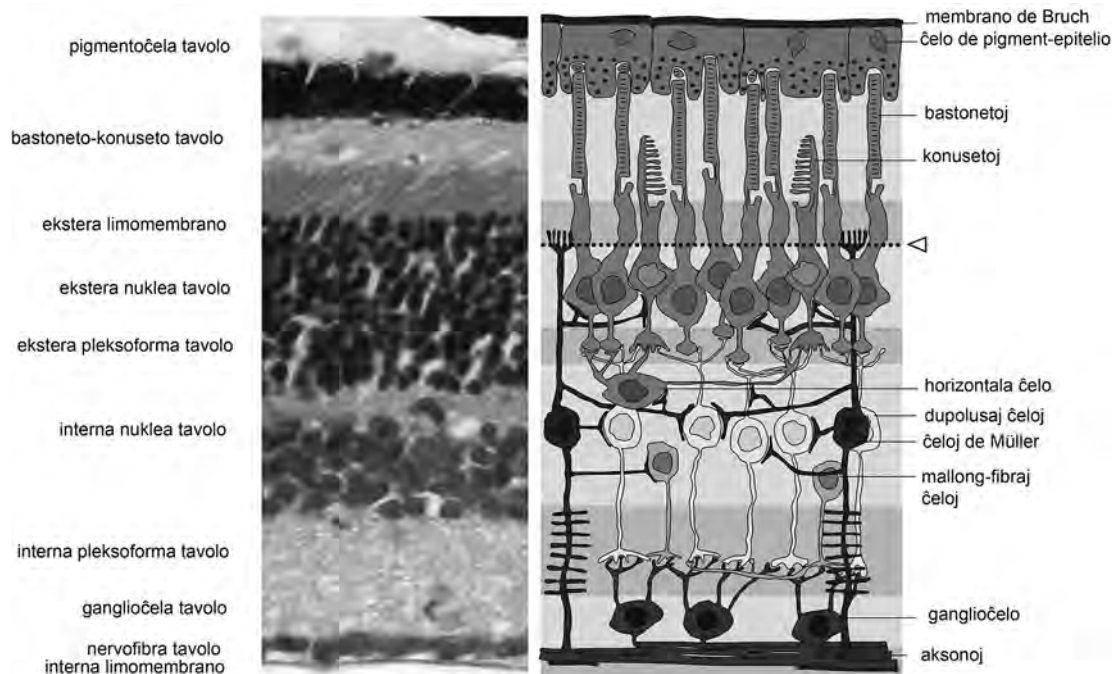 pigmentoĉela tavolo
bastoneto-konuseto tavolo
ekstera limomembrano
ekstera nuklea tavolo
ekstera pleksoforma tavolo
interna nuklea tavolo
interna pleksoforma tavolo
ganglioĉela tavolo
nervofibra tavolo
interna limomembrano
membrano de Bruch
ĉelo de pigment-epitelio
bastonetoj
konusetoj
horizontala ĉelo
dupolusaj ĉeloj
ĉeloj de Müller
mallong-fibraj
ĉeloj
ganglioĉelo
aksonoj